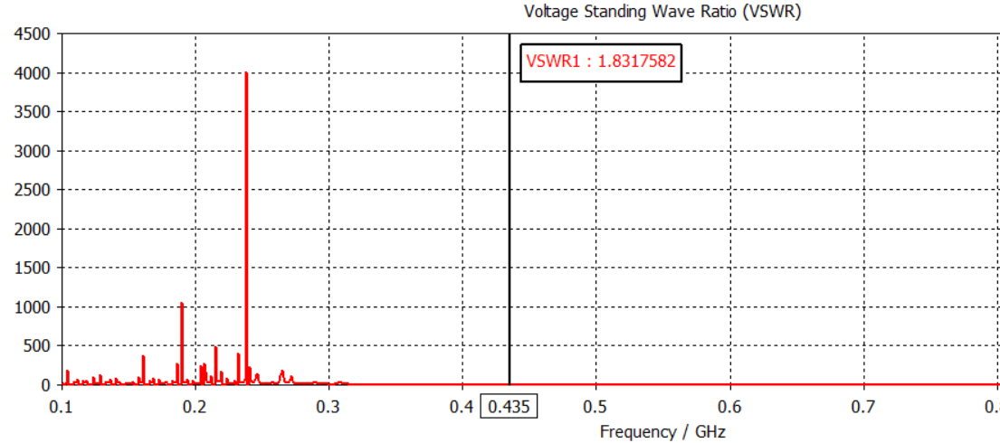 Voltage Standing Wave Ratio (VSWR)
4500
VSWR1 : 1.8317582
4000
3500
3000
2500
2000
1500
1000
500
0
0.1 0.2 0.3 0.4 0.435 0.5 0.6 0.7
Frequency / GHz